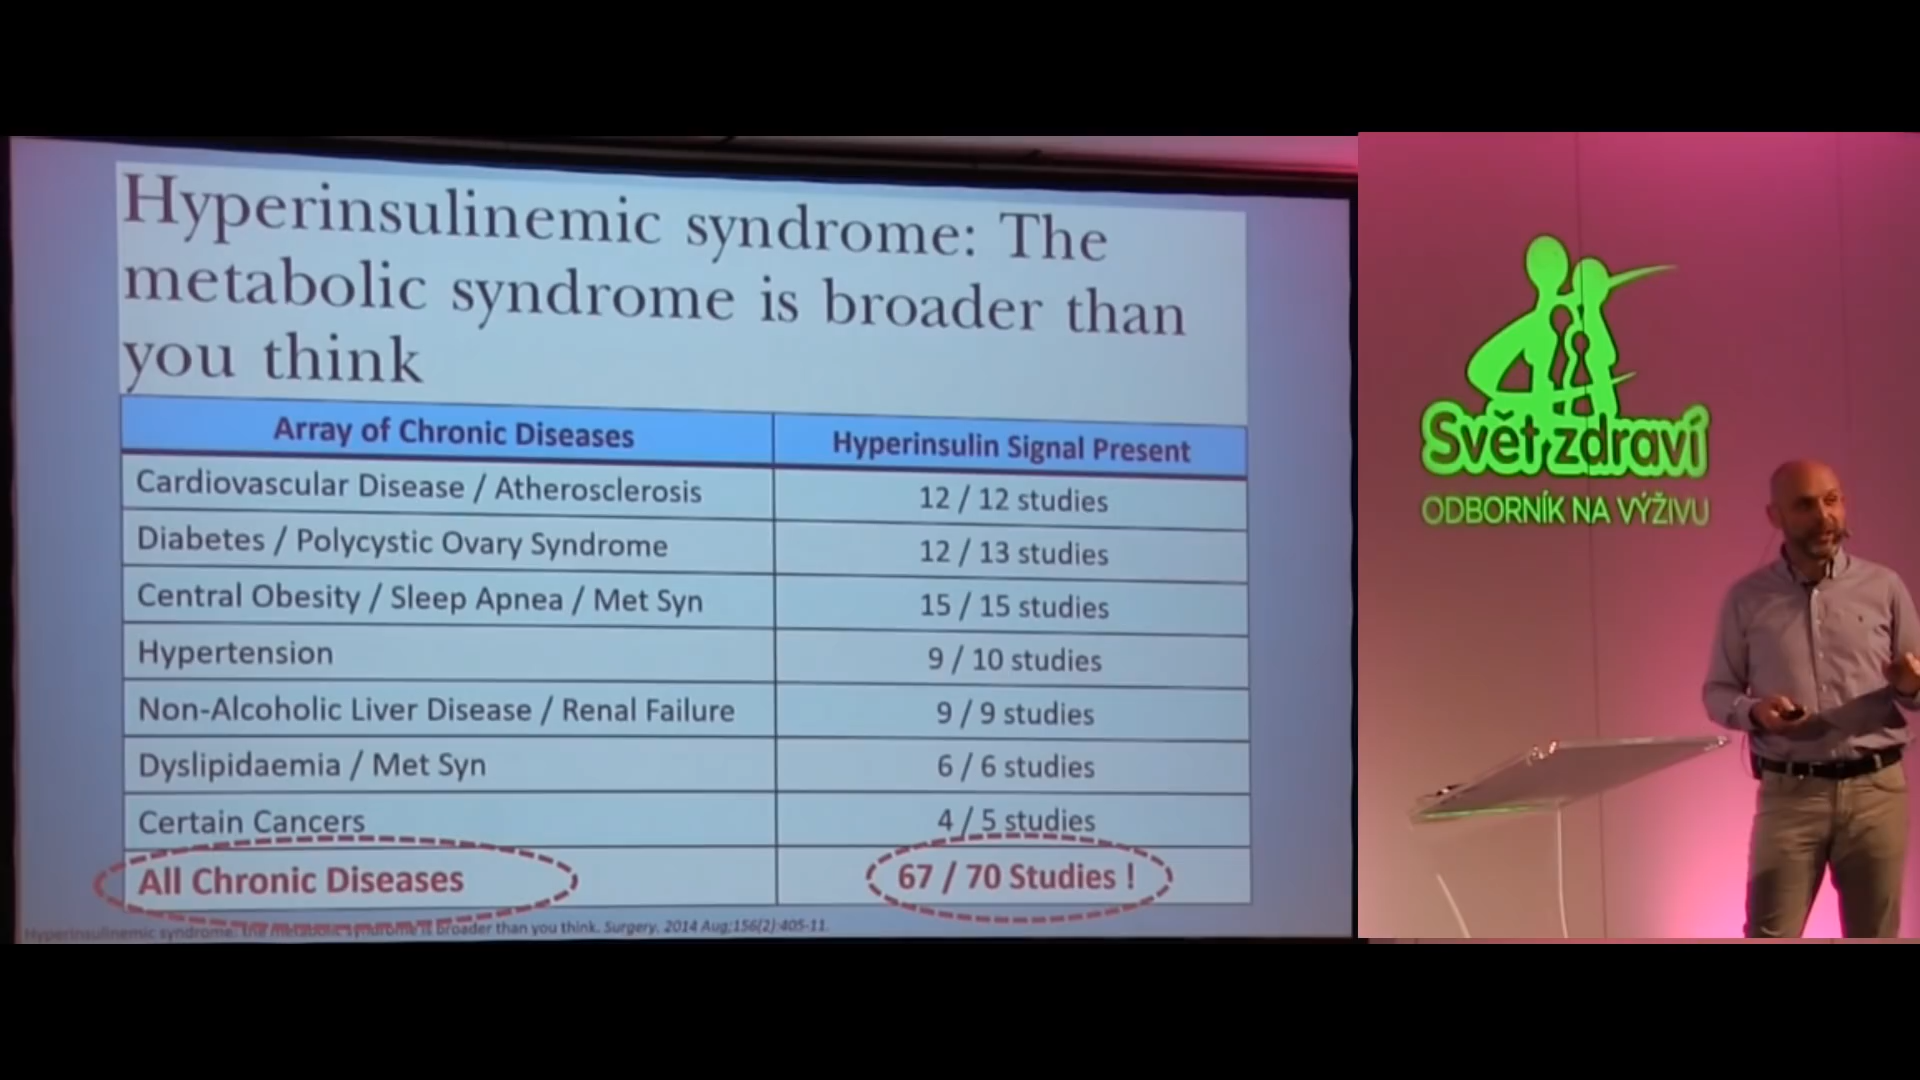 Hyperinsulinemic syndrome: The
metabolic syndrome is broader than
you think
Array of Chronic Diseases
Hyperinsulin Signal Present
Cardiovascular Disease / Atherosclerosis
12 / 12 studies
Diabetes / Polycystic Ovary Syndrome
12 / 13 studies
Central Obesity / Sleep Apnea / Met Syn
15 / 15 studies
Hypertension
9 / 10 studies
Non-Alcoholic Liver Disease / Renal Failure
9 / 9 studies
Dyslipidaemia / Met Syn
6 / 6 studies
Certain Cancers
4 / 5 studies
All Chronic Diseases
67 / 70 Studies !
Hyperinsulinemic syndrome: the metabolic syndrome is broader than you think. Surgery. 2014 Aug;156(2):405-11.
Svět zdraví
ODBORNÍK NA VÝŽIVU